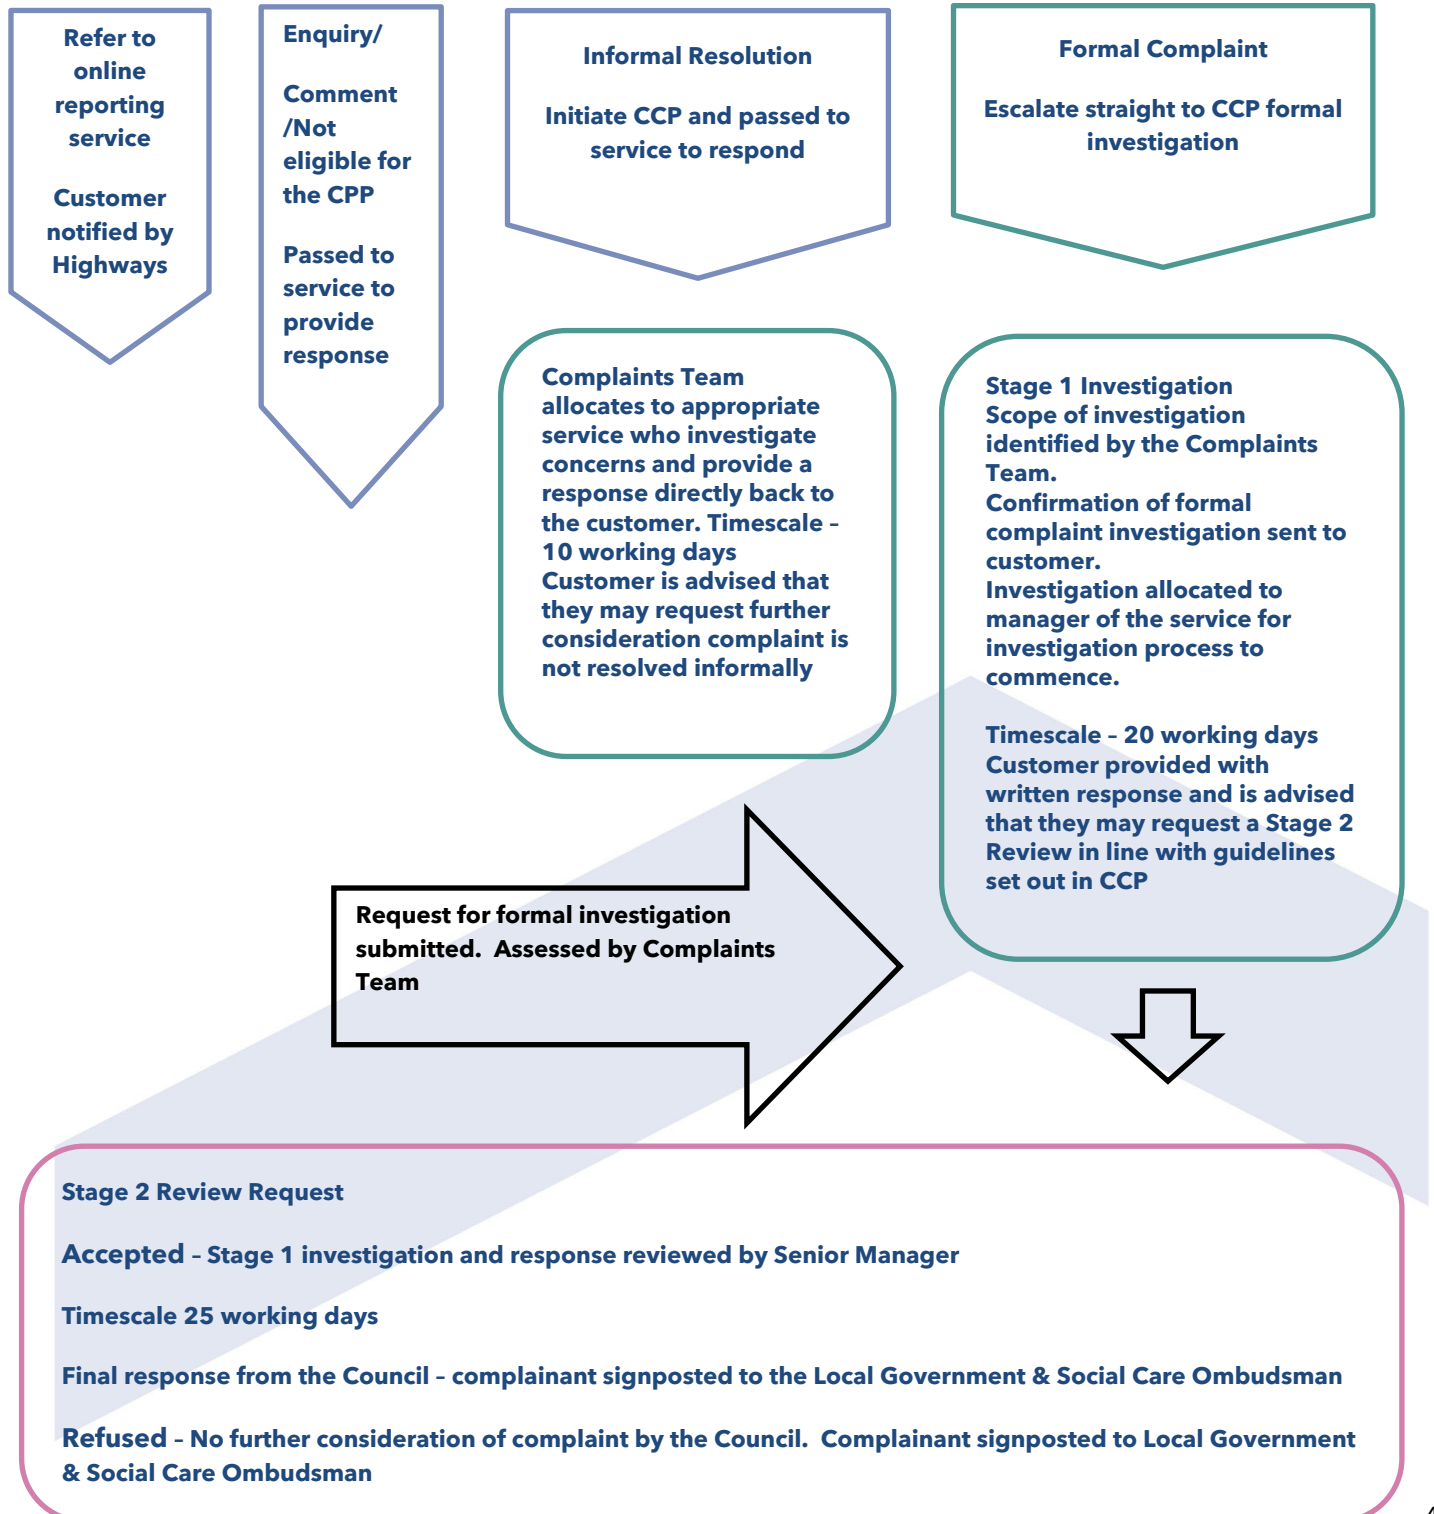 Refer to
online
reporting
service
Customer
notified by
Highways
Enquiry/
Comment
/Not
eligible for
the CPP
Passed to
service to
provide
response
Informal Resolution
Initiate CCP and passed to
service to respond
Formal Complaint
Escalate straight to CCP formal
investigation
Complaints Team
allocates to appropriate
service who investigate
concerns and provide a
response directly back to
the customer. Timescale –
10 working days
Customer is advised that
they may request further
consideration complaint is
not resolved informally
Stage 1 Investigation
Scope of investigation
identified by the Complaints
Team.
Confirmation of formal
complaint investigation sent to
customer.
Investigation allocated to
manager of the service for
investigation process to
commence.
Timescale – 20 working days
Customer provided with
written response and is advised
that they may request a Stage 2
Review in line with guidelines
set out in CCP
Request for formal investigation
submitted.  Assessed by Complaints
Team
Stage 2 Review Request
Accepted – Stage 1 investigation and response reviewed by Senior Manager
Timescale 25 working days
Final response from the Council – complainant signposted to the Local Government & Social Care Ombudsman
Refused – No further consideration of complaint by the Council.  Complainant signposted to Local Government
& Social Care Ombudsman